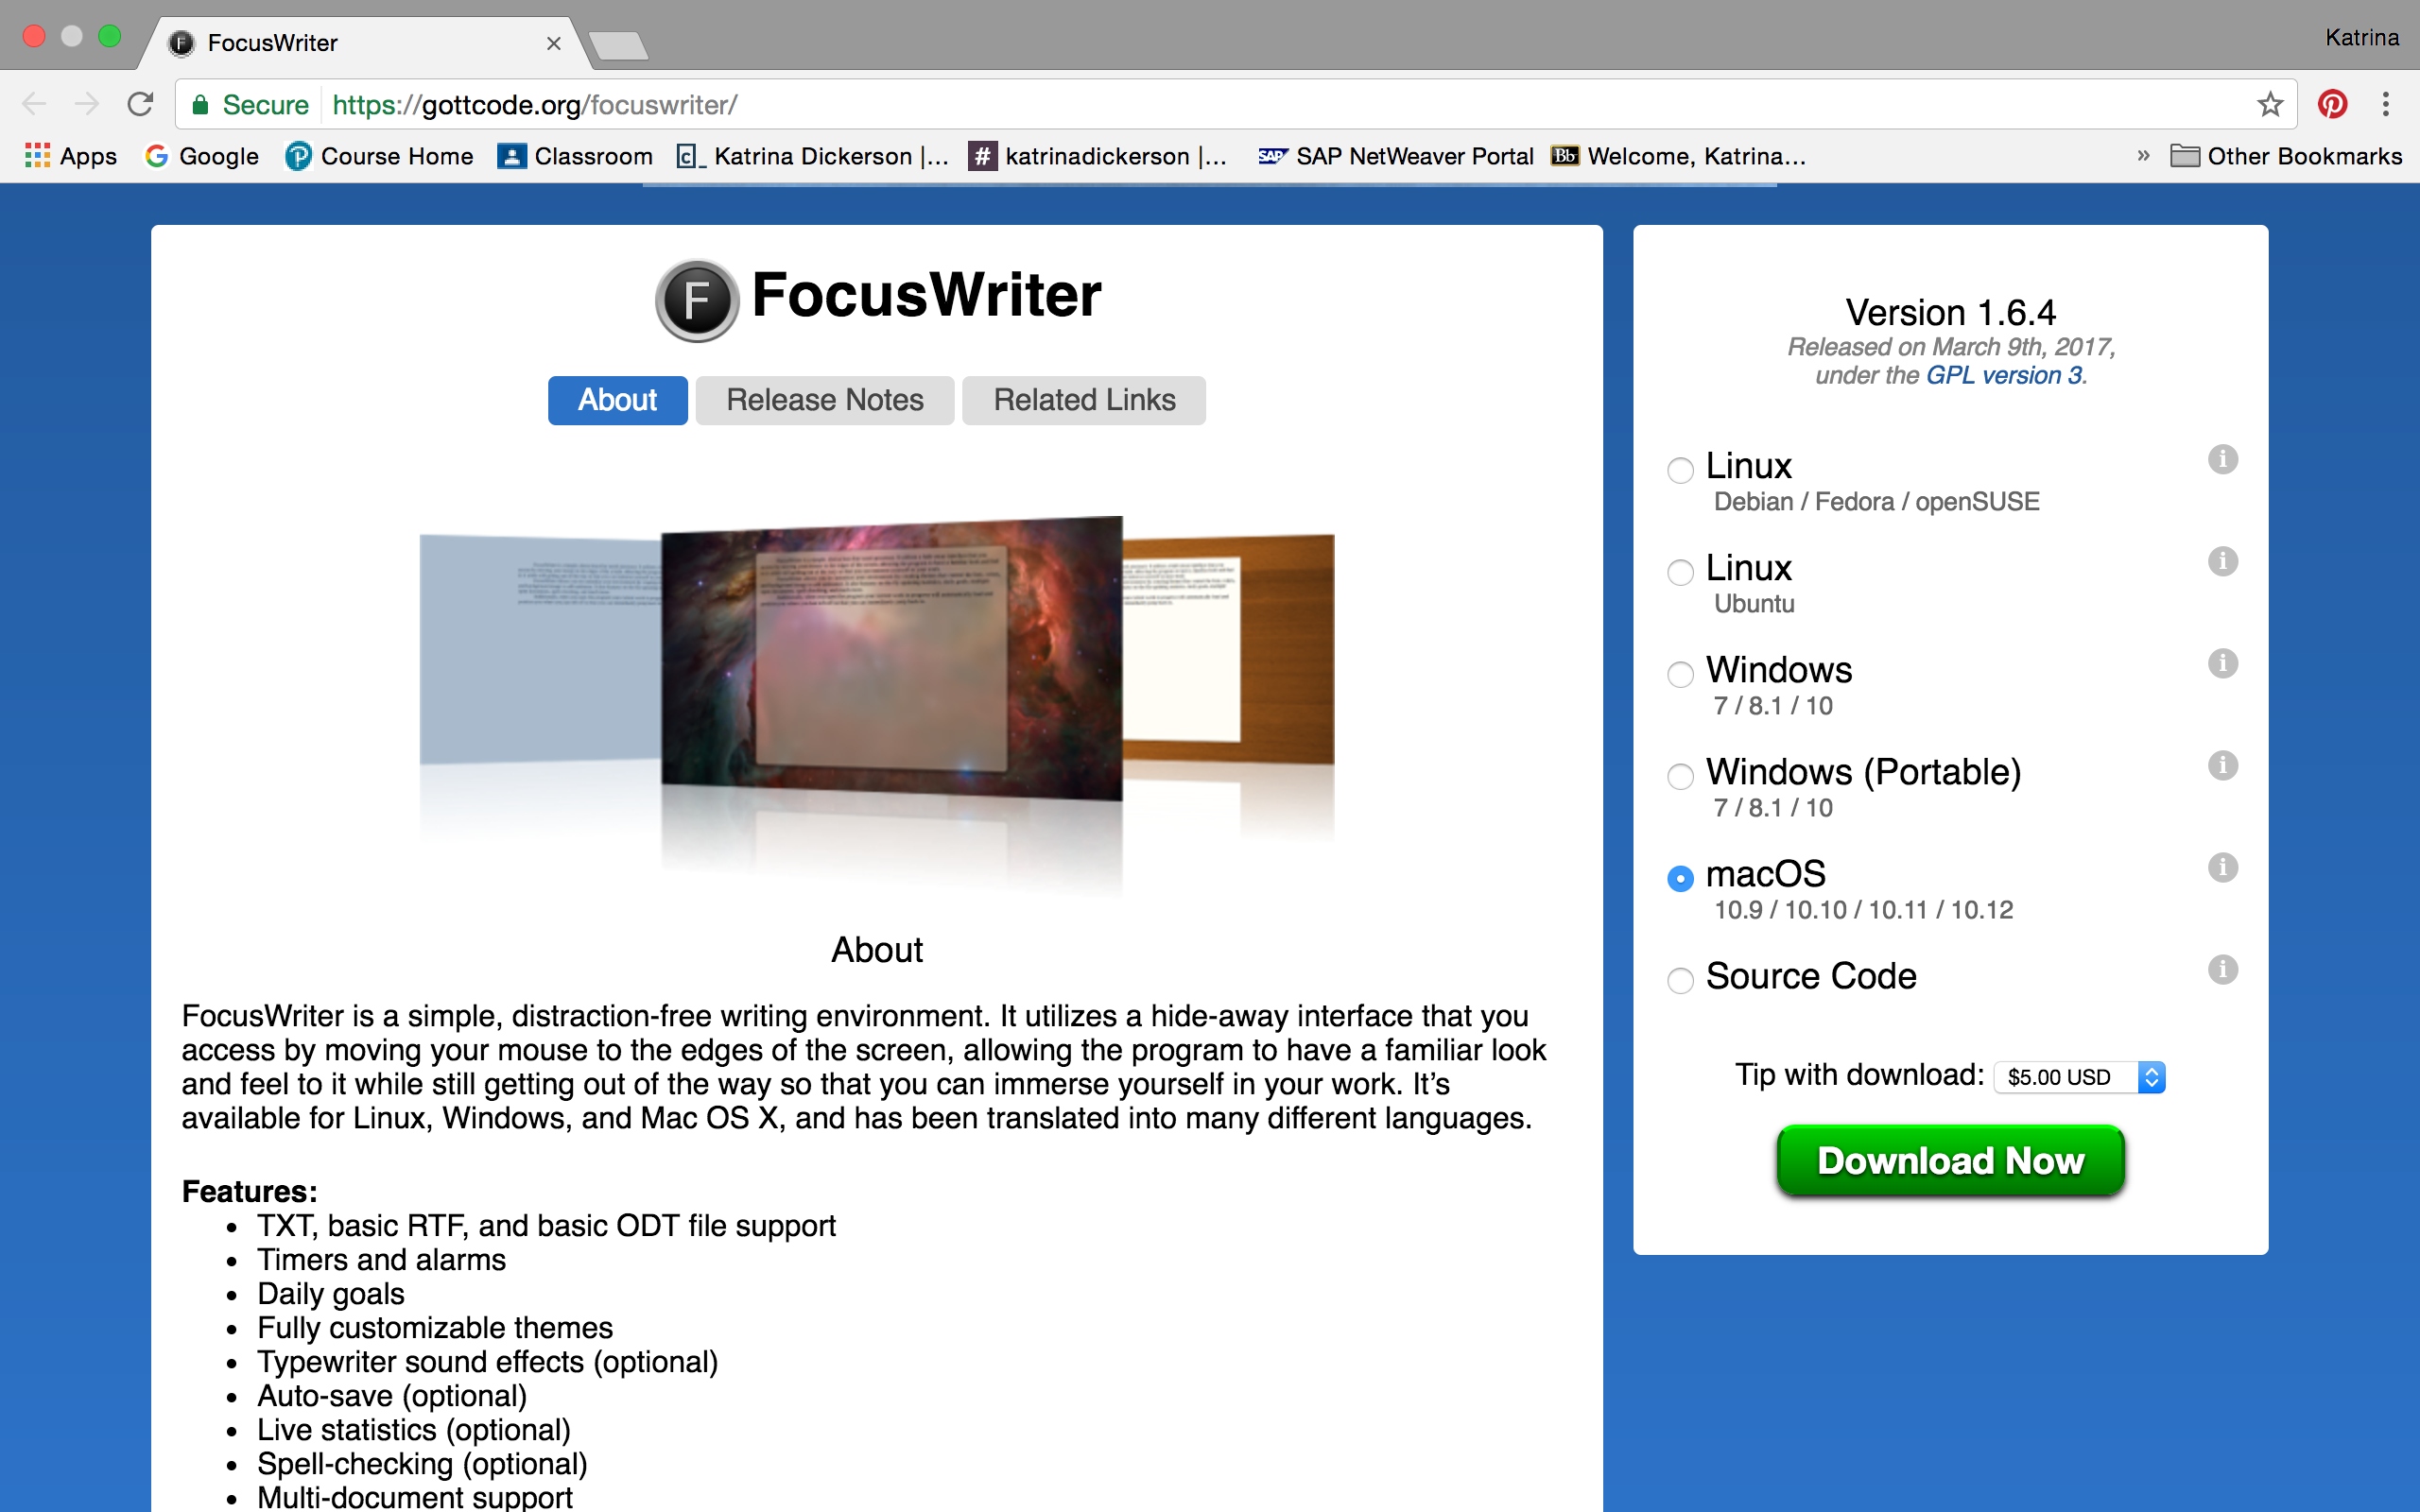 FocusWriter
Katrina
Secure https://gottcode.org/focuswriter/
Apps Google Course Home Classroom Katrina Dickerson |... katrinadickerson |... SAP NetWeaver Portal Welcome, Katrina... » Other Bookmarks
FocusWriter
About Release Notes Related Links
About
FocusWriter is a simple, distraction-free writing environment. It utilizes a hide-away interface that you
access by moving your mouse to the edges of the screen, allowing the program to have a familiar look
and feel to it while still getting out of the way so that you can immerse yourself in your work. It’s
available for Linux, Windows, and Mac OS X, and has been translated into many different languages.
Features:
• TXT, basic RTF, and basic ODT file support
• Timers and alarms
• Daily goals
• Fully customizable themes
• Typewriter sound effects (optional)
• Auto-save (optional)
• Live statistics (optional)
• Spell-checking (optional)
• Multi-document support
Version 1.6.4
Released on March 9th, 2017,
under the GPL version 3.
Linux
Debian / Fedora / openSUSE
Linux
Ubuntu
Windows
7 / 8.1 / 10
Windows (Portable)
7 / 8.1 / 10
macOS
10.9 / 10.10 / 10.11 / 10.12
Source Code
Tip with download: $5.00 USD
Download Now